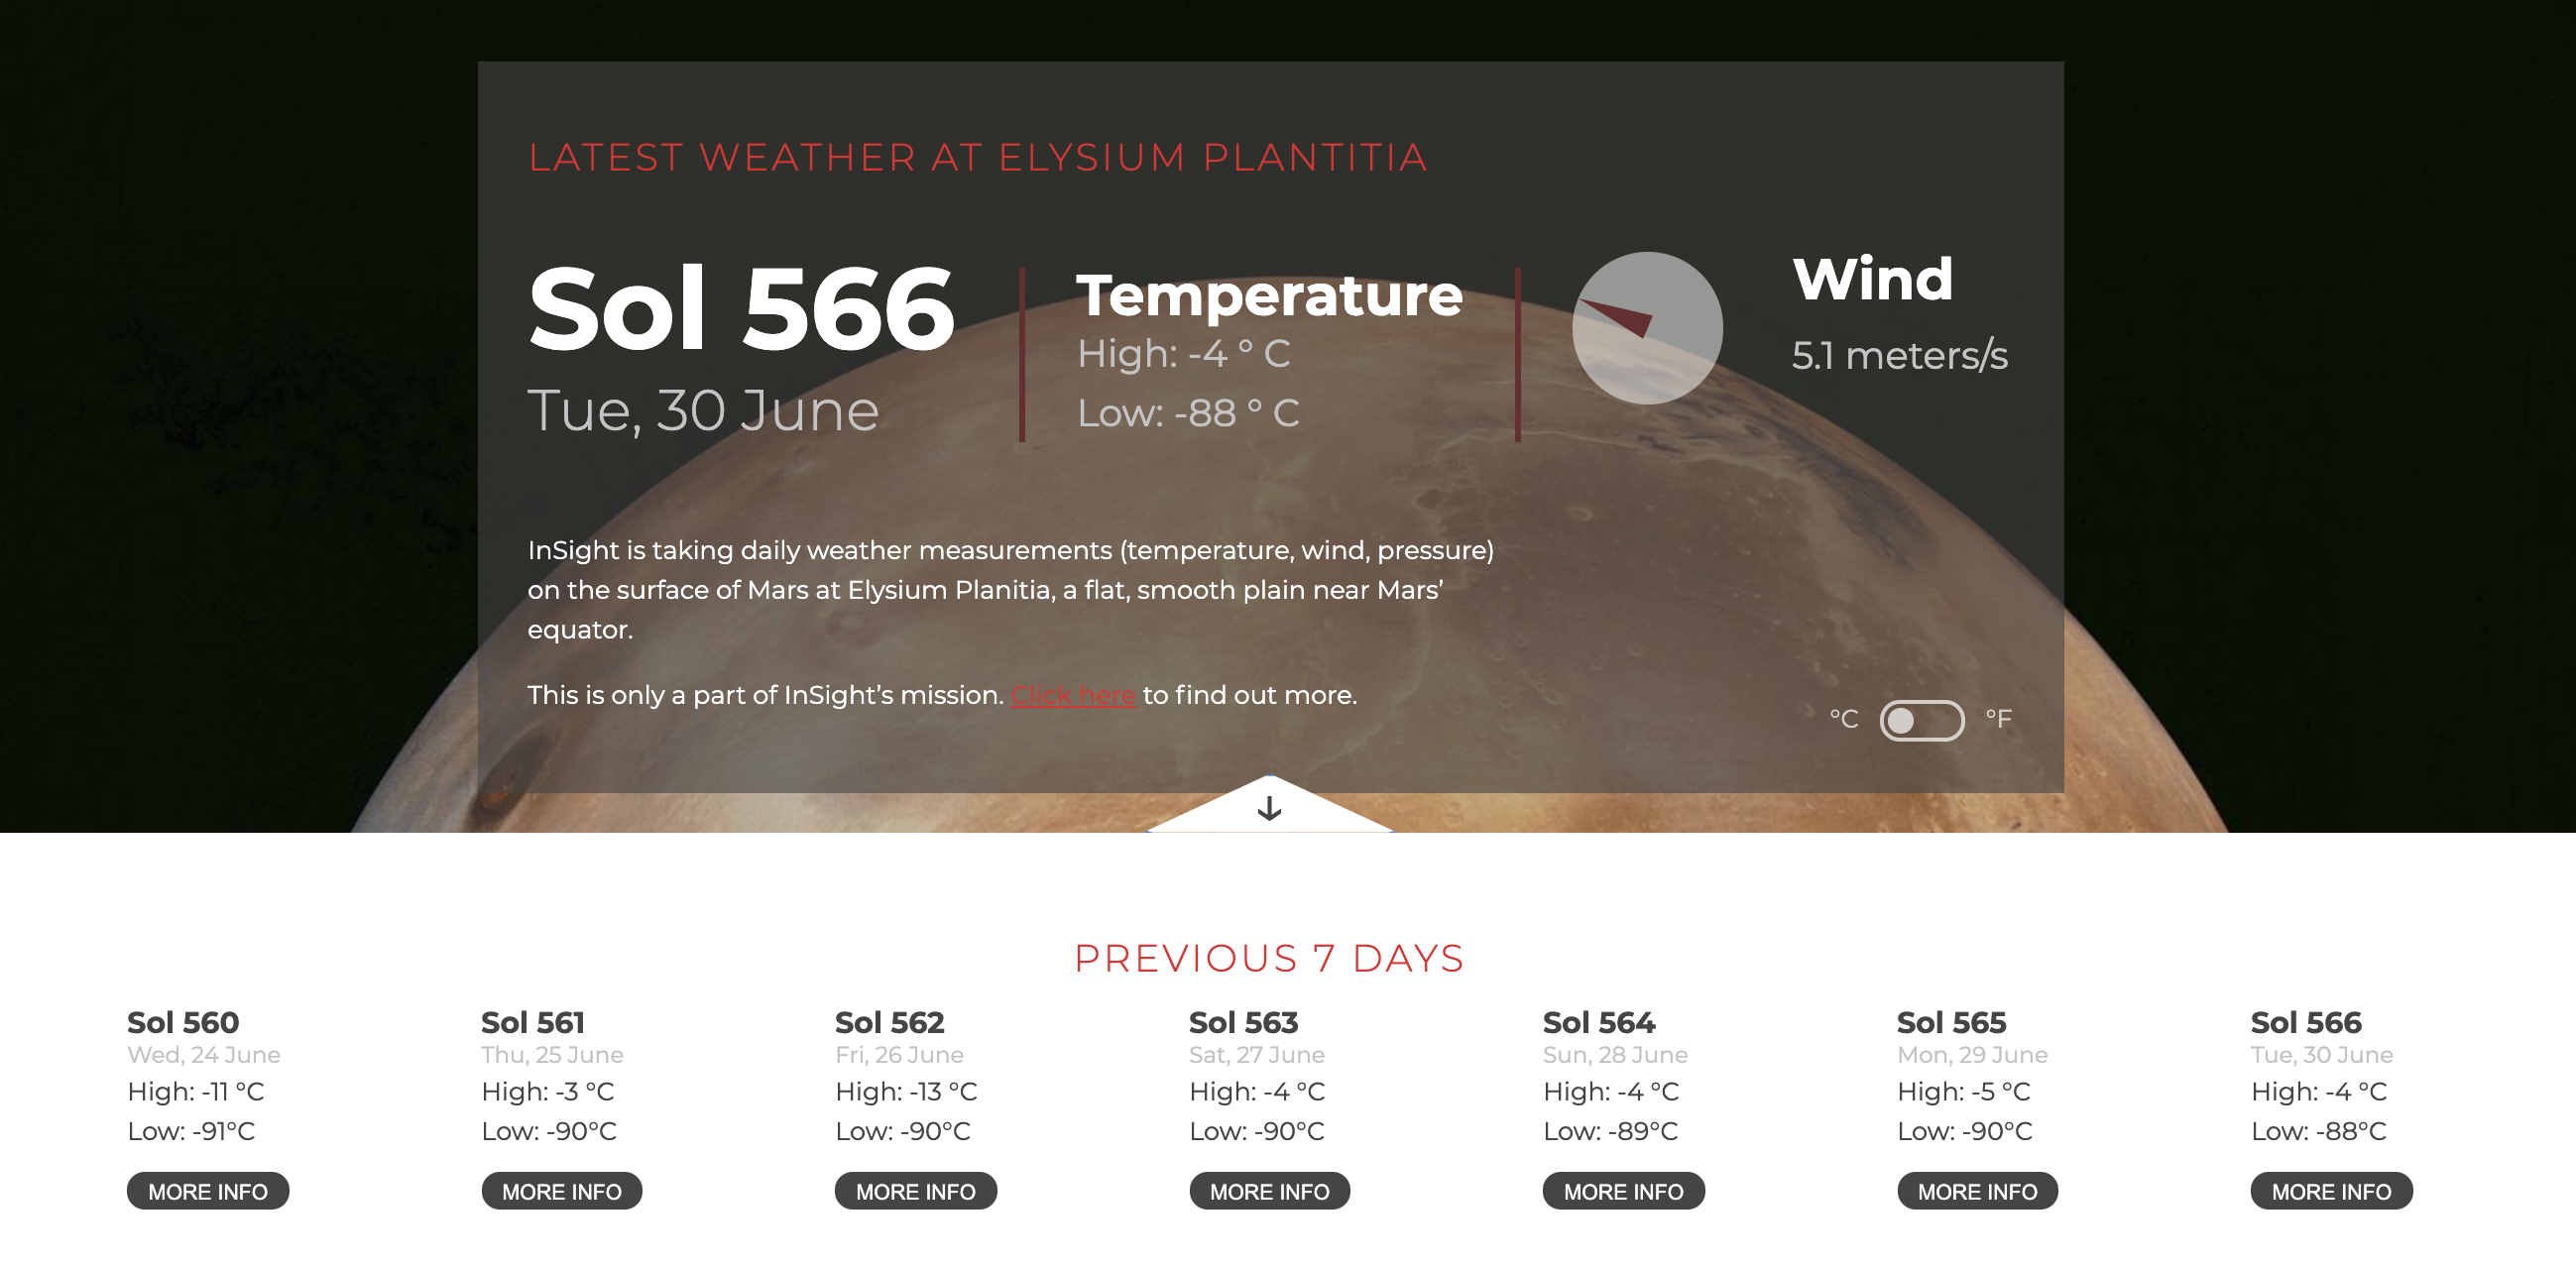 LATEST WEATHER AT ELYSIUM PLANTITIA
Sol 566
Tue, 30 June
Temperature
High: -4 ° C
Low: -88 ° C
Wind
5.1 meters/s
InSight is taking daily weather measurements (temperature, wind, pressure)
on the surface of Mars at Elysium Planitia, a flat, smooth plain near Mars’
equator.
This is only a part of InSight’s mission. Click here to find out more.
°C °F
PREVIOUS 7 DAYS
Sol 560
Wed, 24 June
High: -11 °C
Low: -91°C
MORE INFO
Sol 561
Thu, 25 June
High: -3 °C
Low: -90°C
MORE INFO
Sol 562
Fri, 26 June
High: -13 °C
Low: -90°C
MORE INFO
Sol 563
Sat, 27 June
High: -4 °C
Low: -90°C
MORE INFO
Sol 564
Sun, 28 June
High: -4 °C
Low: -89°C
MORE INFO
Sol 565
Mon, 29 June
High: -5 °C
Low: -90°C
MORE INFO
Sol 566
Tue, 30 June
High: -4 °C
Low: -88°C
MORE INFO